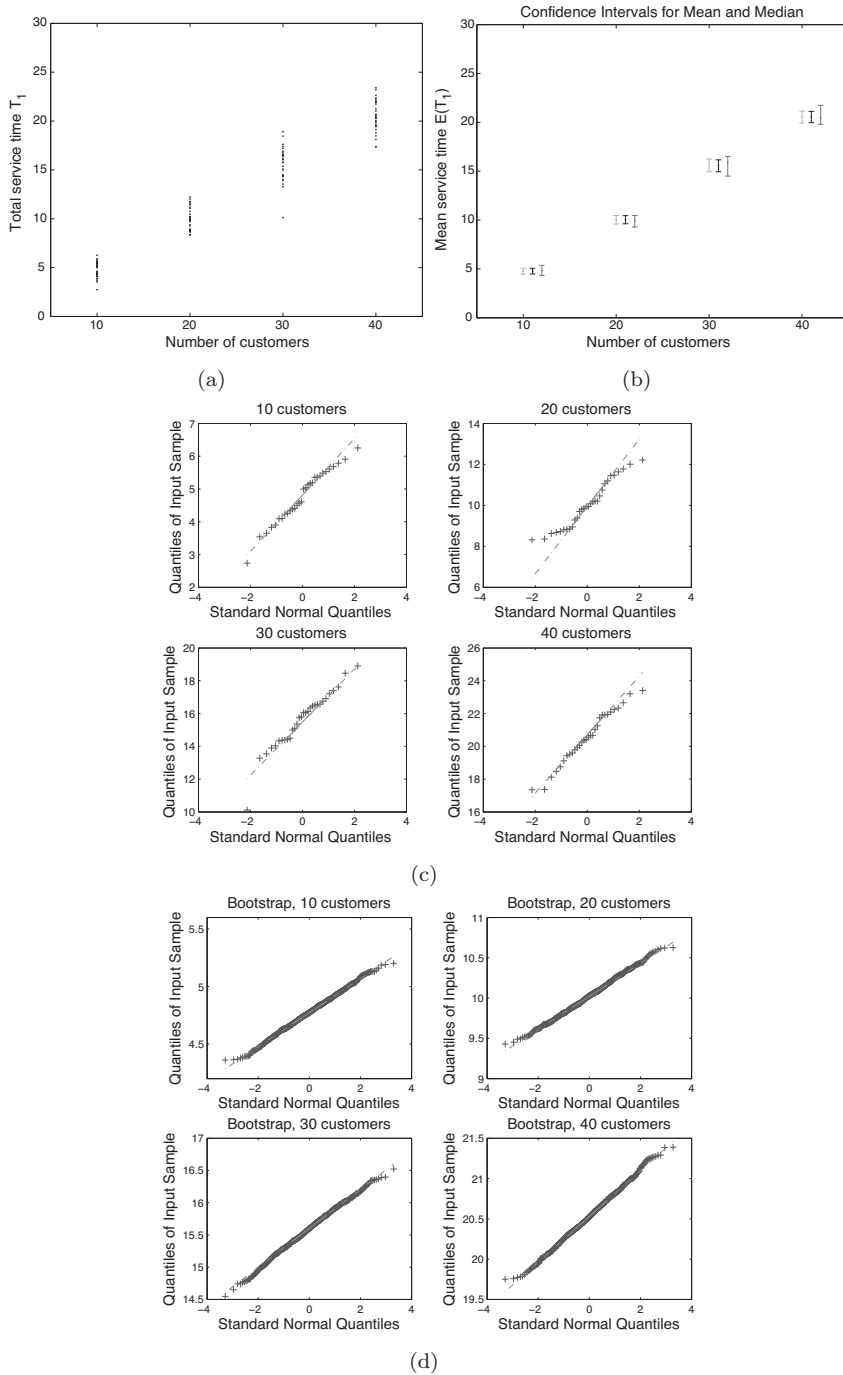 Confidence Intervals for Mean and Median
30
25
20
15
10
5
0
Total service time T₁
10 20 30 40
Number of customers
(a)
30
25
20
15
10
5
0
Mean service time E(T₁)
10 20 30 40
Number of customers
(b)
10 customers
7
6
5
4
3
2
Quantiles of Input Sample
−4 −2 0 2 4
Standard Normal Quantiles
20 customers
14
12
10
8
6
Quantiles of Input Sample
−4 −2 0 2 4
Standard Normal Quantiles
30 customers
20
18
16
14
12
10
Quantiles of Input Sample
−4 −2 0 2 4
Standard Normal Quantiles
40 customers
26
24
22
20
18
16
Quantiles of Input Sample
−4 −2 0 2 4
Standard Normal Quantiles
(c)
Bootstrap, 10 customers
5.5
5
4.5
Quantiles of Input Sample
−4 −2 0 2 4
Standard Normal Quantiles
Bootstrap, 20 customers
11
10.5
10
9.5
9
Quantiles of Input Sample
−4 −2 0 2 4
Standard Normal Quantiles
Bootstrap, 30 customers
17
16.5
16
15.5
15
14.5
Quantiles of Input Sample
−4 −2 0 2 4
Standard Normal Quantiles
Bootstrap, 40 customers
21.5
21
20.5
20
19.5
Quantiles of Input Sample
−4 −2 0 2 4
Standard Normal Quantiles
(d)